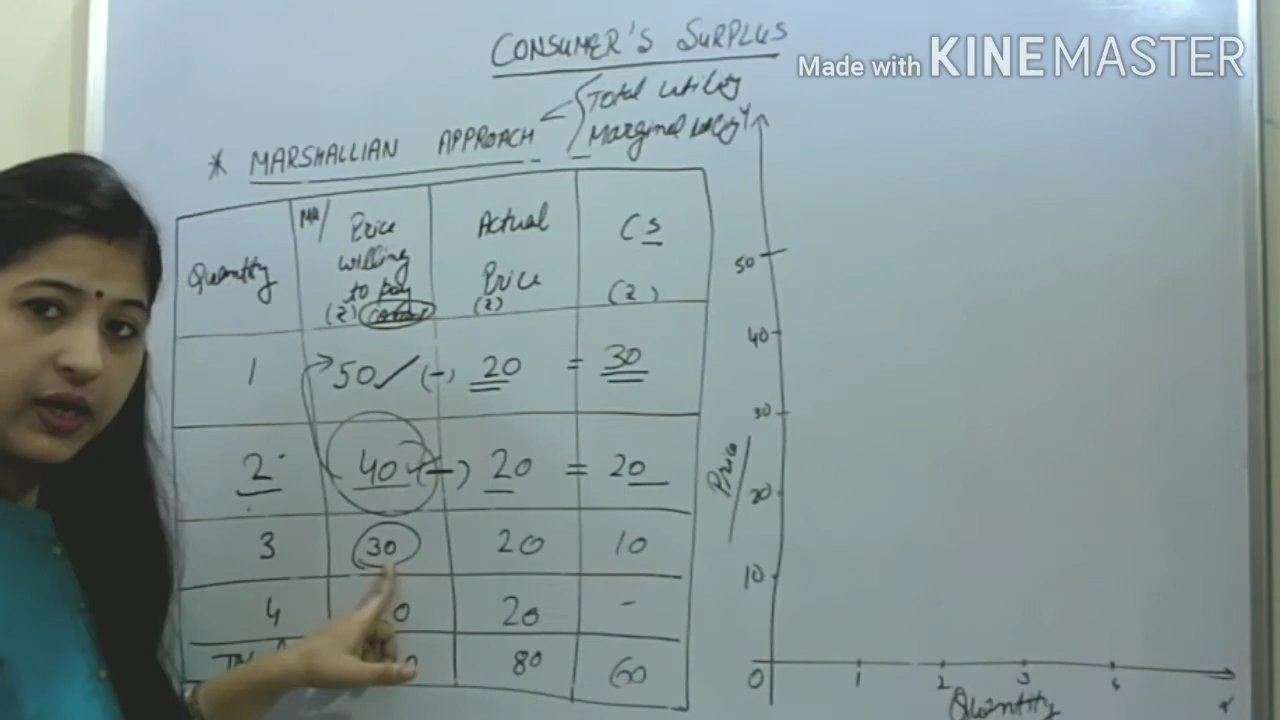 CONSUMER'S SURPLUS
Made with KINEMASTER
* MARSHALLIAN APPROACH
Total utility
Marginal utility
Quantity
MU/ Price willing to pay (₹)
Actual Price (₹)
CS (₹)
1 50 (-) 20 = 30
2 40 (-) 20 = 20
3 30 20 10
4 0 20 -
80 60
Y
50
40
30
20
10
0 1 2 3 4 X
Price
Quantity